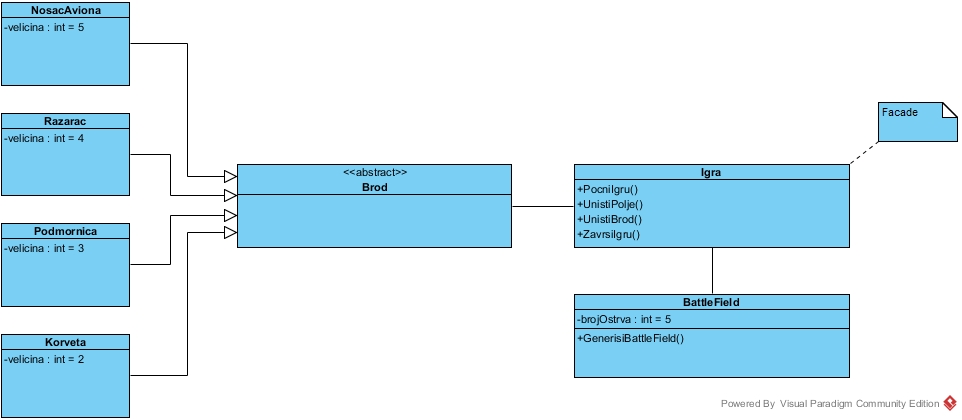 NosacAviona
-velicina : int = 5
Razarac
-velicina : int = 4
Podmornica
-velicina : int = 3
Korveta
-velicina : int = 2
<<abstract>>
Brod
Igra
+PocniIgru()
+UnistiPolje()
+UnistiBrod()
+ZavrsiIgru()
Facade
BattleField
-brojOstrva : int = 5
+GenerisiBattleField()
Powered By Visual Paradigm Community Edition